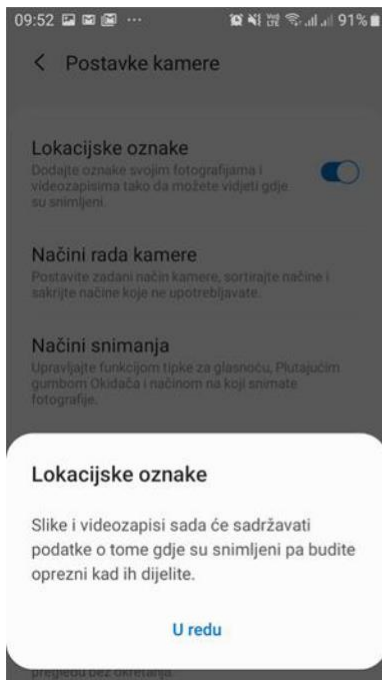 09:52 91%
Postavke kamere
Lokacijske oznake
Dodajte oznake svojim fotografijama i
videozapisima tako da možete vidjeti gdje
su snimljeni.
Načini rada kamere
Postavite zadani način kamere, sortirajte načine i
sakrijte načine koje ne upotrebljavate.
Načini snimanja
Upravljajte funkcijom tipke za glasnoću, Plutajućim
gumbom Okidača i načinom na koji snimate
fotografije.
Lokacijske oznake
Slike i videozapisi sada će sadržavati
podatke o tome gdje su snimljeni pa budite
oprezni kad ih dijelite.
U redu
pregledu bez okretanja.